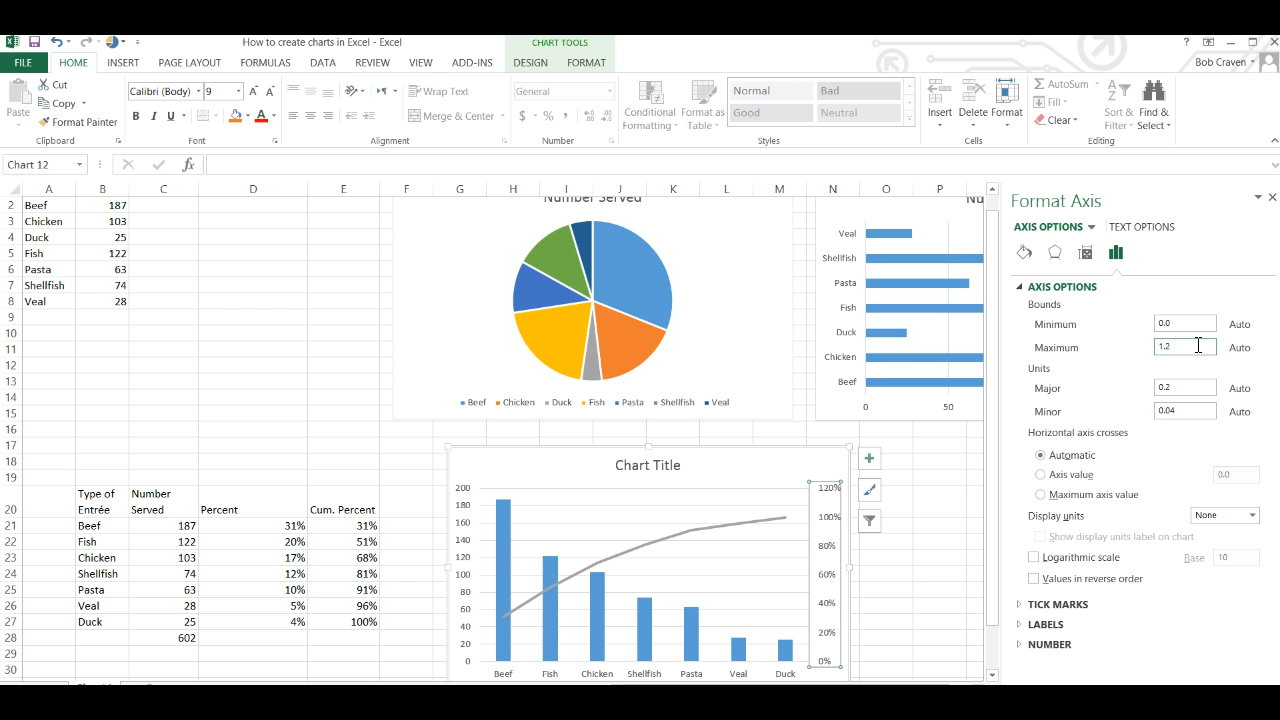 How to create charts in Excel - Excel
CHART TOOLS
?
FILE HOME INSERT PAGE LAYOUT FORMULAS DATA REVIEW VIEW ADD-INS DESIGN FORMAT Bob Craven
Paste
Cut
Copy
Format Painter
Clipboard
Calibri (Body) 9
B I U
Font
Wrap Text
Merge & Center
Alignment
General
$ % ,
Number
Conditional Formatting
Format as Table
Normal Bad
Good Neutral
Styles
Insert Delete Format
Cells
AutoSum
Fill
Clear
Sort & Filter
Find & Select
Editing
Chart 12
fx
A B C D E F G H I J K L M N O P
2 Beef 187
3 Chicken 103
4 Duck 25
5 Fish 122
6 Pasta 63
7 Shellfish 74
8 Veal 28
9
10
11
12
13
14
15
16
17
18
19
20 Type of Entrée Number Served Percent Cum. Percent
21 Beef 187 31% 31%
22 Fish 122 20% 51%
23 Chicken 103 17% 68%
24 Shellfish 74 12% 81%
25 Pasta 63 10% 91%
26 Veal 28 5% 96%
27 Duck 25 4% 100%
28 602
29
30
Number Served
Beef Chicken Duck Fish Pasta Shellfish Veal
Nu
Veal
Shellfish
Pasta
Fish
Duck
Chicken
Beef
0 50
Chart Title
200
180
160
140
120
100
80
60
40
20
0
120%
100%
80%
60%
40%
20%
0%
Beef Fish Chicken Shellfish Pasta Veal Duck
Format Axis
AXIS OPTIONS TEXT OPTIONS
AXIS OPTIONS
Bounds
Minimum 0.0 Auto
Maximum 1.2 Auto
Units
Major 0.2 Auto
Minor 0.04 Auto
Horizontal axis crosses
Automatic
Axis value 0.0
Maximum axis value
Display units None
Show display units label on chart
Logarithmic scale Base 10
Values in reverse order
TICK MARKS
LABELS
NUMBER